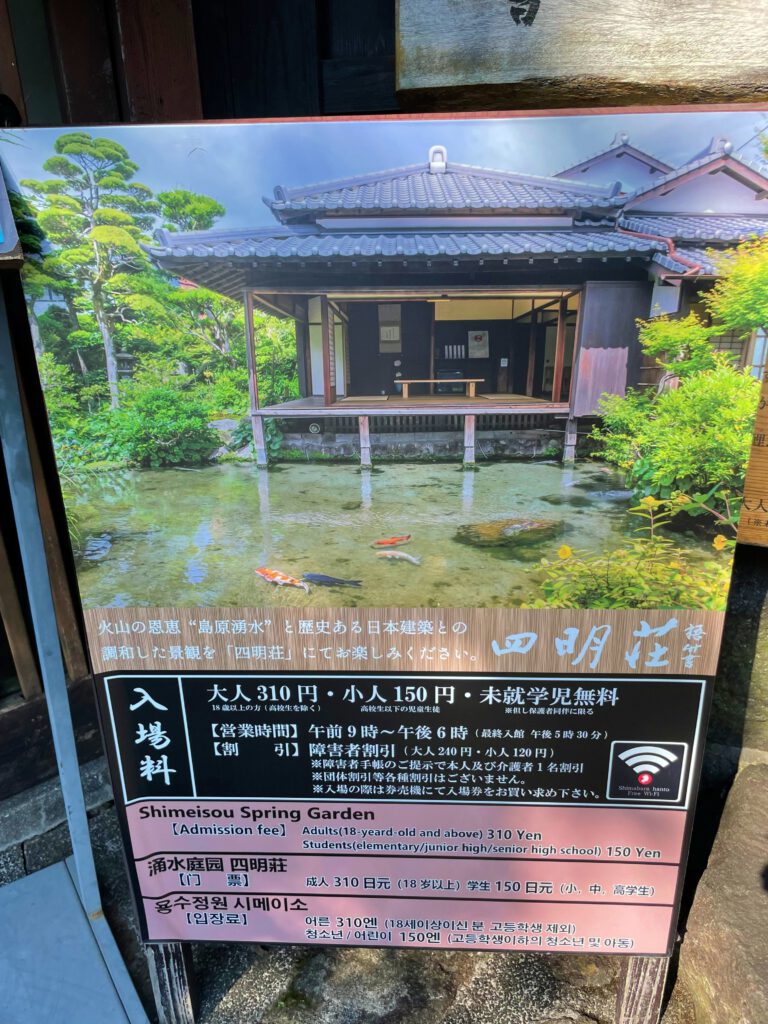 火山の恩恵“島原湧水”と歴史ある日本建築との
調和した景観を「四明荘」にてお楽しみください。
四明荘
入場料
大人310円・小人150円・未就学児無料
18歳以上の方(高校生を除く)
高校生以下の児童生徒
※但し保護者同伴に限る
【営業時間】午前9時~午後6時(最終入館 午後5時30分)
【割　引】障害者割引(大人240円・小人120円)
※障害者手帳のご提示で本人及び介護者1名割引
※団体割引等各種割引はございません。
※入場の際は券売機にて入場券をお買い求め下さい。
Shimabara hanto
Free Wi-Fi
Shimeisou Spring Garden
【Admission fee】 Adults(18-yeard-old and above) 310 Yen
Students(elementary/junior high/senior high school) 150 Yen
涌水庭园 四明莊
【门　票】 成人 310日元 (18岁以上) 学生 150日元 (小, 中, 高学生)
용수정원 시메이소
【입장료】 어른 310엔 (18세이상이신 분 고등학생 제외)
청소년/어린이 150엔 (고등학생이하의 청소년 및 아동)